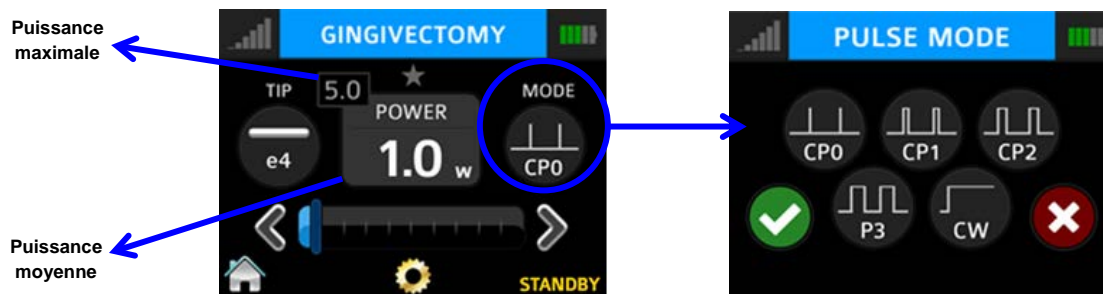 Puissance
maximale
GINGIVECTOMY
TIP
5.0
POWER
MODE
e4
1.0 w
CP0
Puissance
moyenne
STANDBY
PULSE MODE
CP0
CP1
CP2
P3
CW